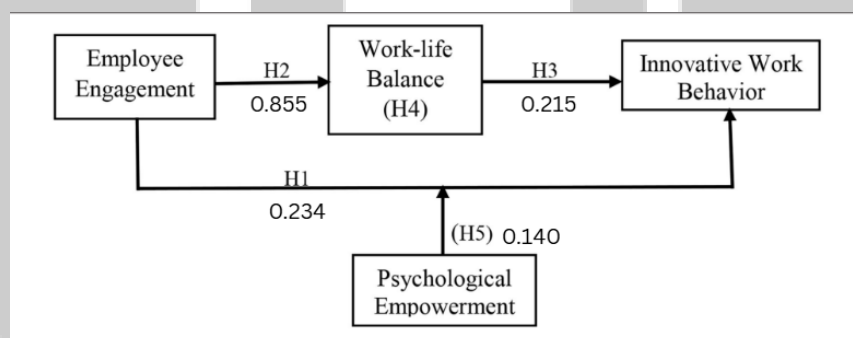 Employee
Engagement
H2
0.855
Work-life
Balance
(H4)
H3
0.215
Innovative Work
Behavior
H1
0.234
(H5) 0.140
Psychological
Empowerment